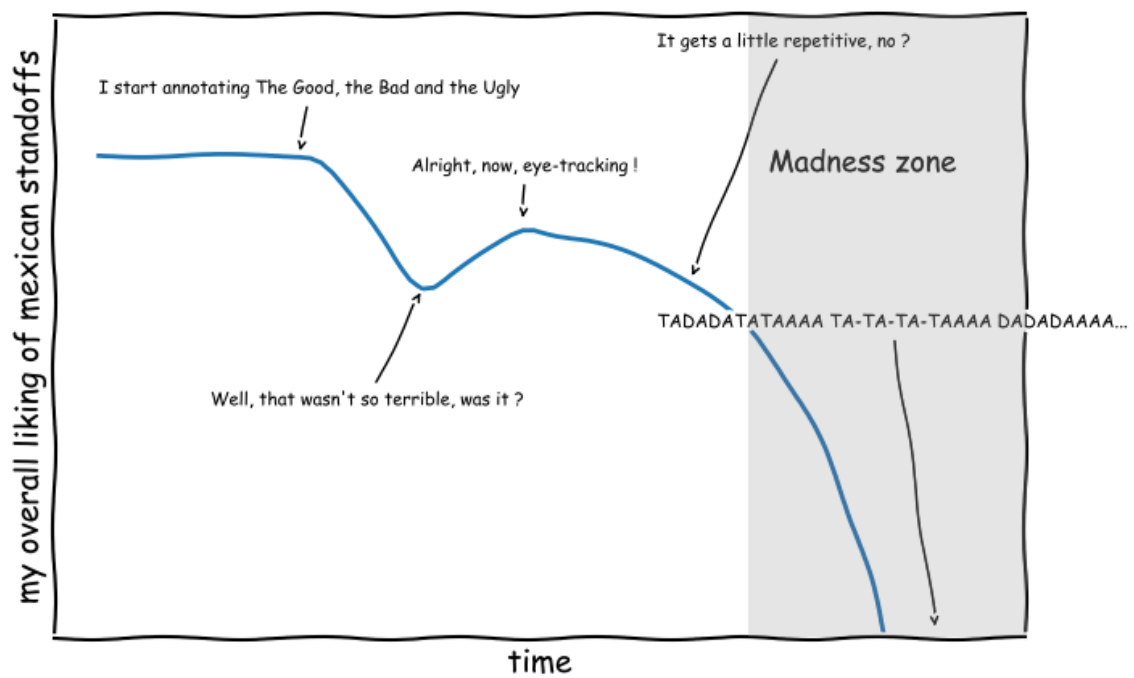 It gets a little repetitive, no ?
I start annotating The Good, the Bad and the Ugly
Alright, now, eye-tracking !
Madness zone
TADADATATAAAA TA-TA-TA-TAAAA DADADAAAA...
Well, that wasn't so terrible, was it ?
my overall liking of mexican standoffs
time